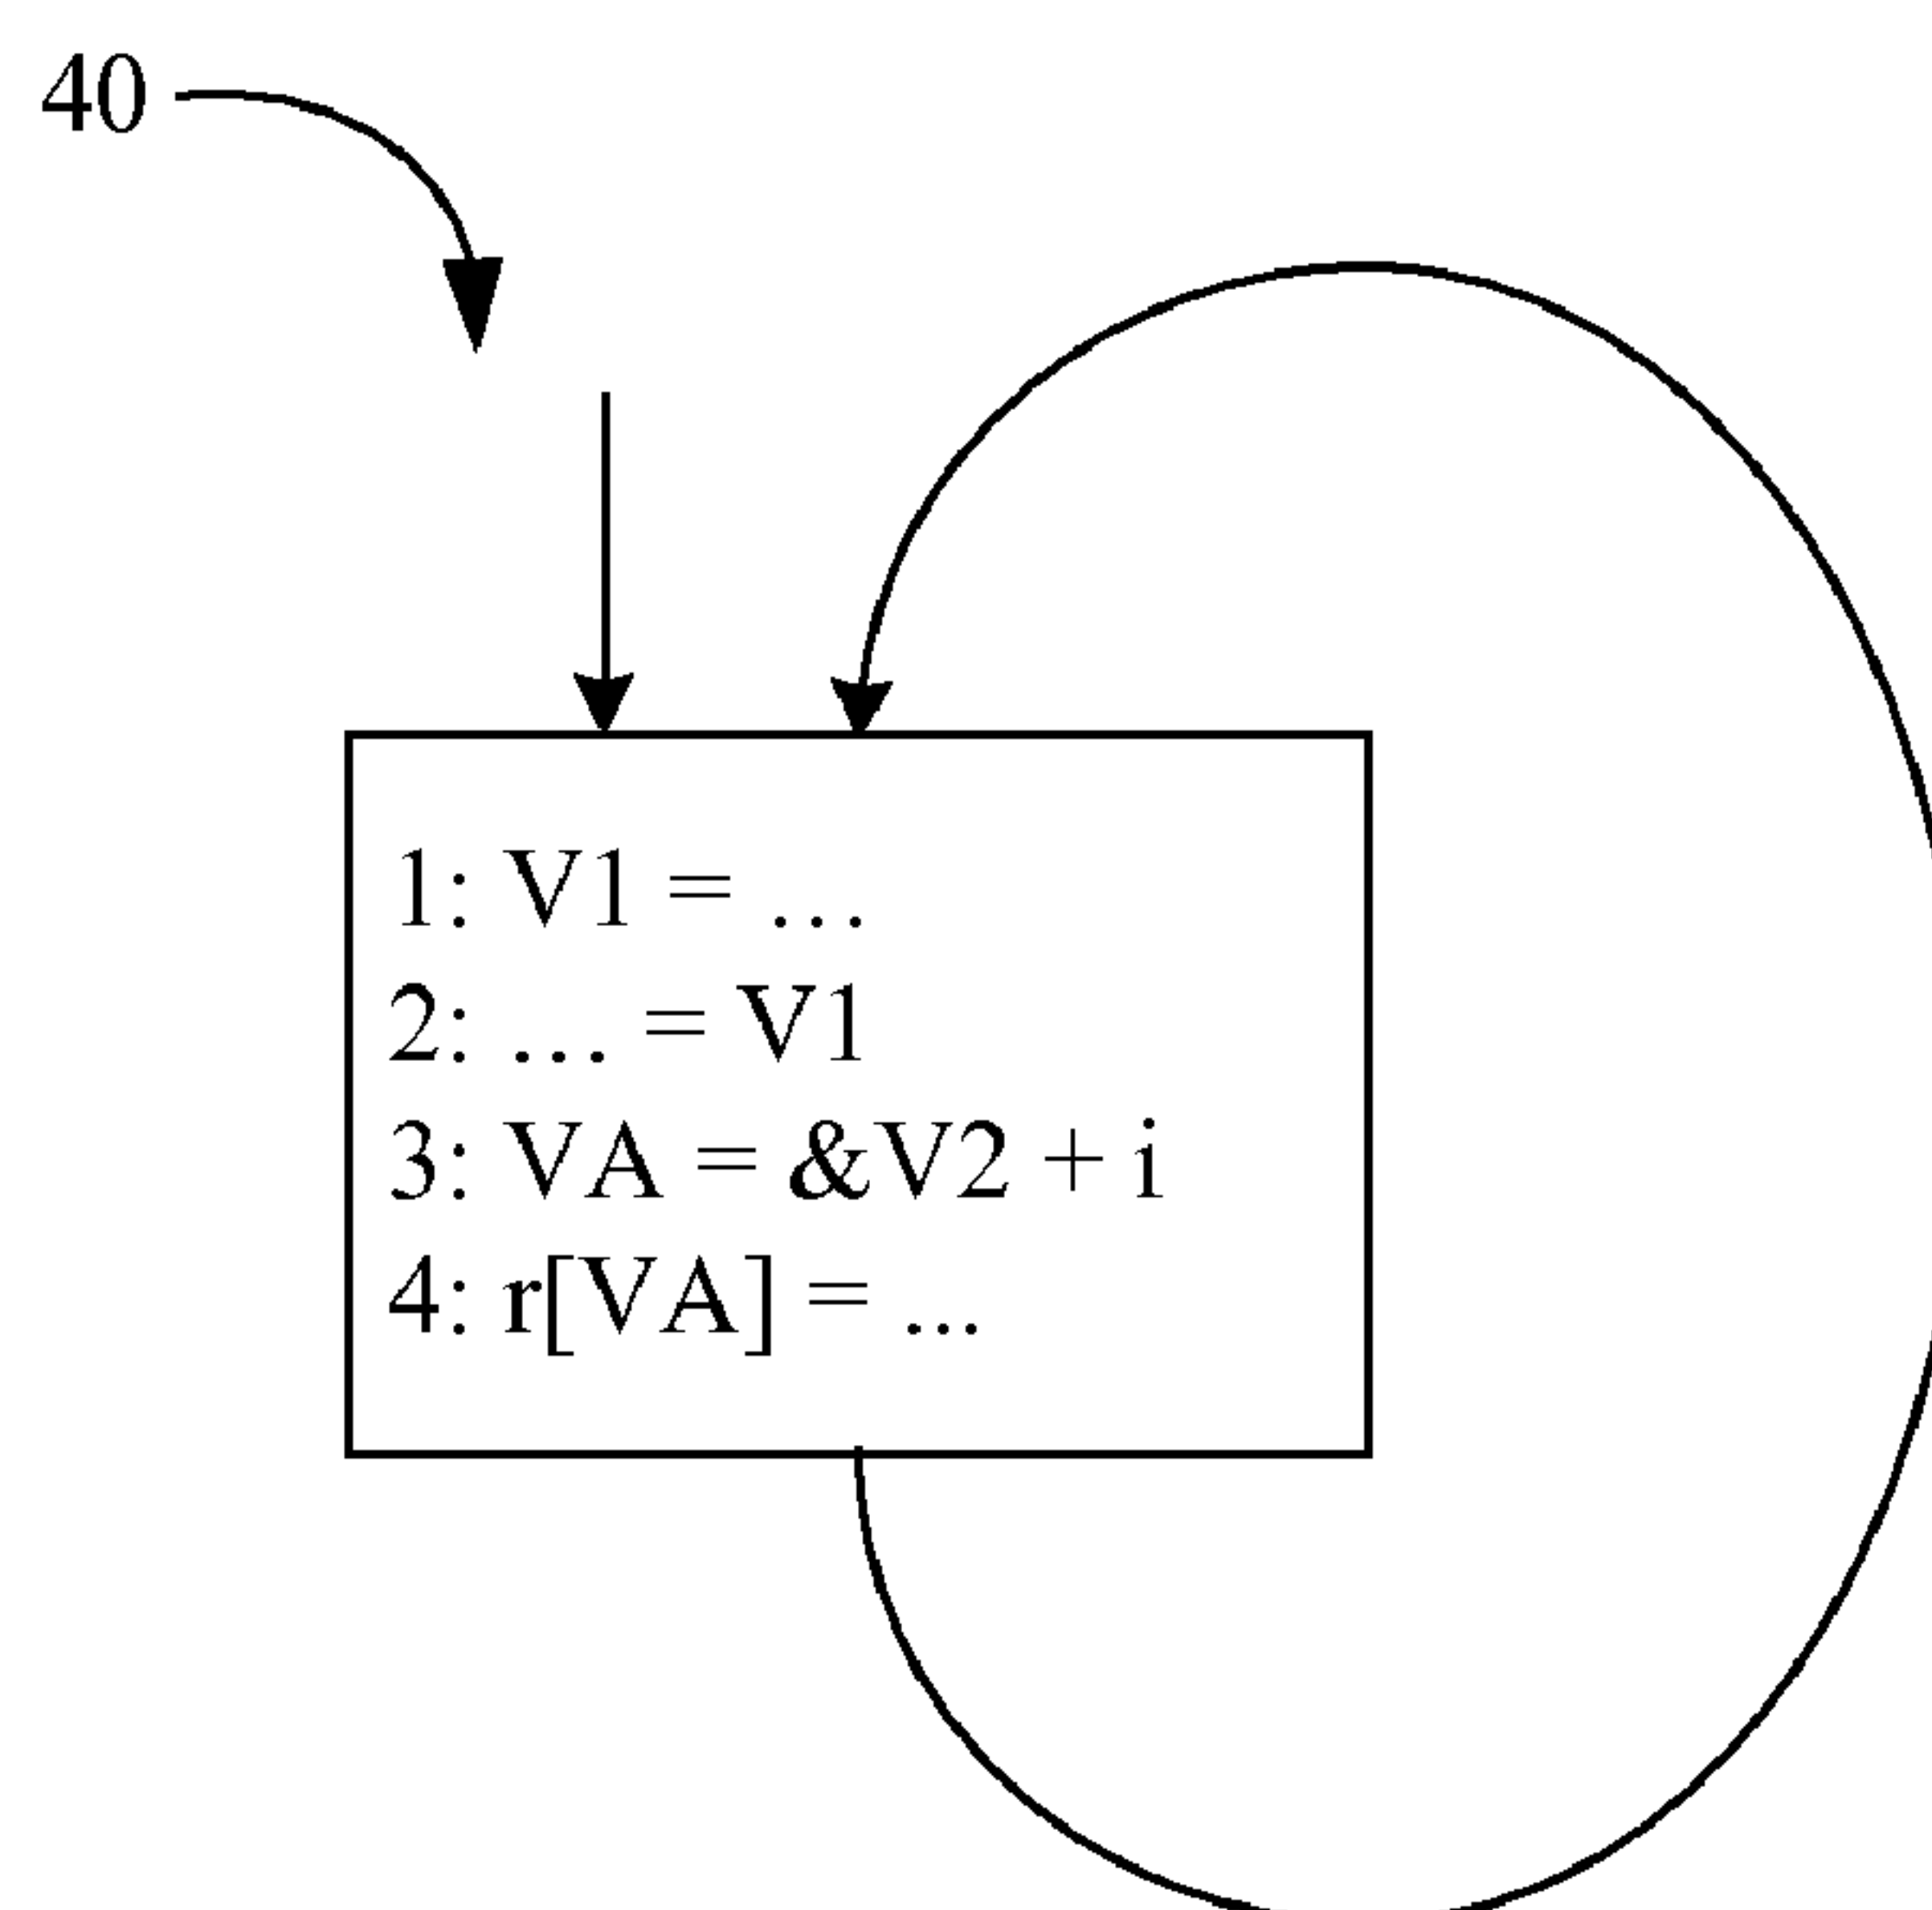 40
1: V1 = ...
2: ... = V1
3: VA = &V2 + i
4: r[VA] = ...